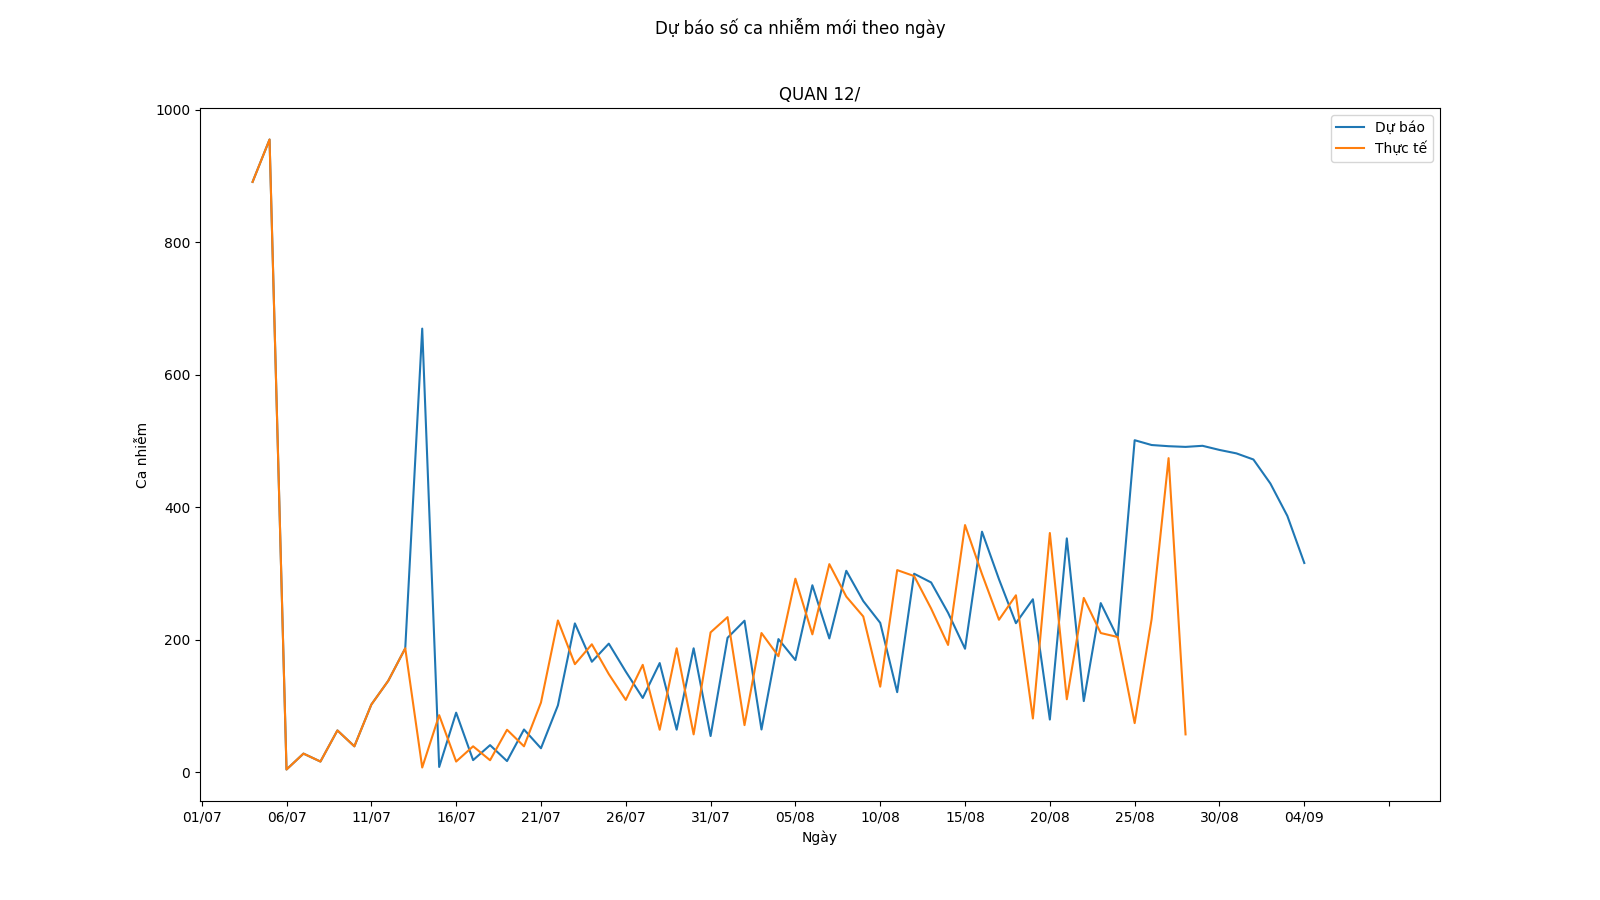 Dự báo số ca nhiễm mới theo ngày
QUAN 12/
1000
800
600
400
200
0
Ca nhiễm
Dự báo
Thực tế
01/07 06/07 11/07 16/07 21/07 26/07 31/07 05/08 10/08 15/08 20/08 25/08 30/08 04/09
Ngày